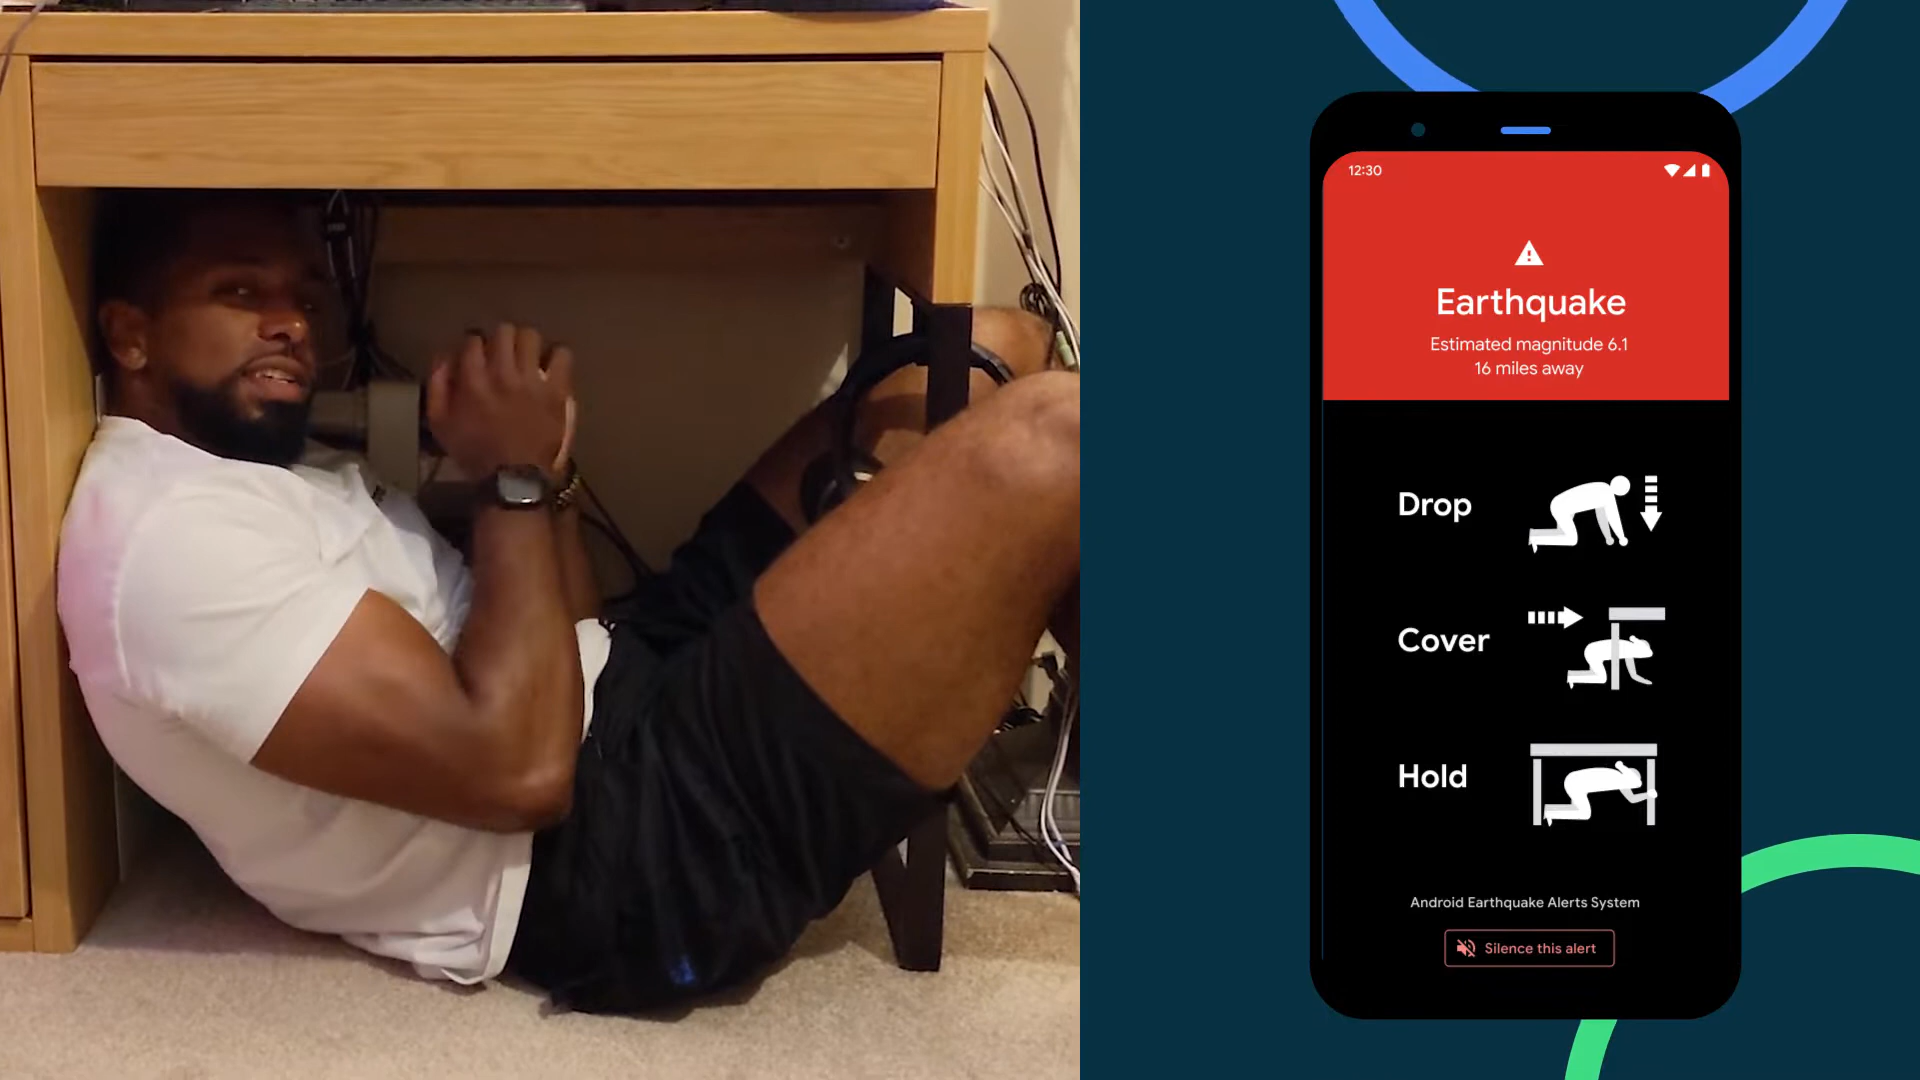 12:30
Earthquake
Estimated magnitude 6.1
16 miles away
Drop
Cover
Hold
Android Earthquake Alerts System
Silence this alert